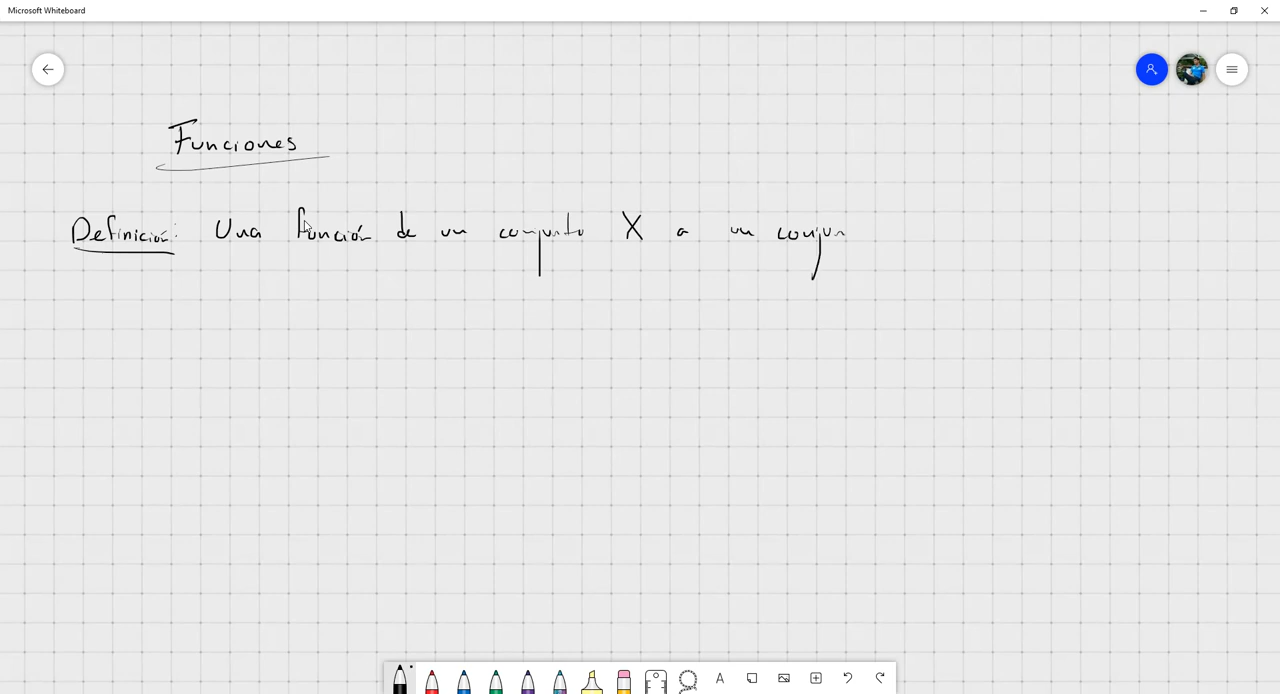 Microsoft Whiteboard
Funciones
Definición: Una función de un conjunto X a un conjun
A